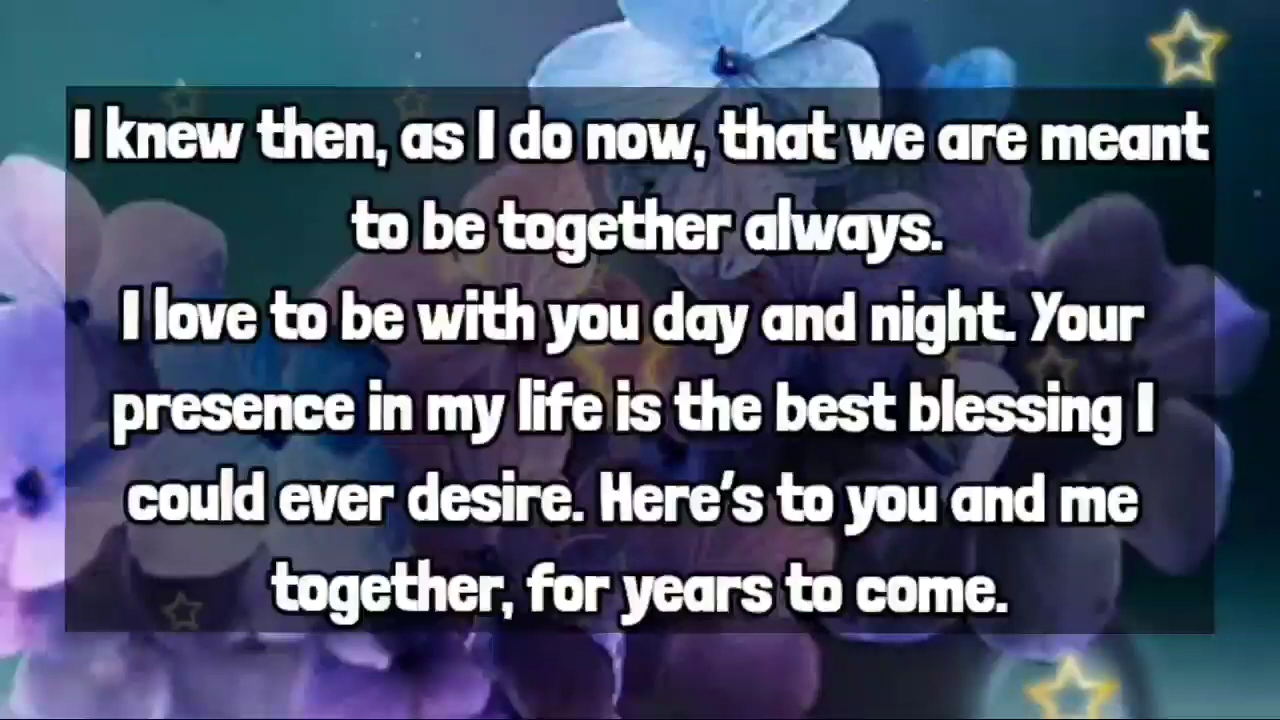 I knew then, as I do now, that we are meant
to be together always.
I love to be with you day and night. Your
presence in my life is the best blessing I
could ever desire. Here's to you and me
together, for years to come.